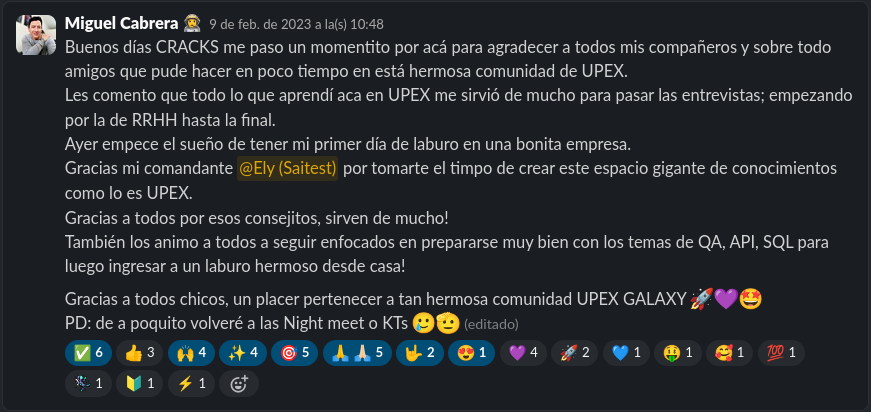 Miguel Cabrera 👩‍🚀 9 de feb. de 2023 a la(s) 10:48
Buenos días CRACKS me paso un momentito por acá para agradecer a todos mis compañeros y sobre todo
amigos que pude hacer en poco tiempo en está hermosa comunidad de UPEX.
Les comento que todo lo que aprendí aca en UPEX me sirvió de mucho para pasar las entrevistas; empezando
por la de RRHH hasta la final.
Ayer empece el sueño de tener mi primer día de laburo en una bonita empresa.
Gracias mi comandante @Ely (Saitest) por tomarte el timpo de crear este espacio gigante de conocimientos
como lo es UPEX.
Gracias a todos por esos consejitos, sirven de mucho!
También los animo a todos a seguir enfocados en prepararse muy bien con los temas de QA, API, SQL para
luego ingresar a un laburo hermoso desde casa!
Gracias a todos chicos, un placer pertenecer a tan hermosa comunidad UPEX GALAXY 🚀💜🤩
PD: de a poquito volveré a las Night meet o KTs 🥲🫡 (editado)
✅ 6 👍 3 🙌 4 ✨ 4 🎯 5 🙏🙏🏻 5 🤟 2 😍 1 💜 4 🚀 2 💙 1 🤑 1 🥰 1 💯 1
1 🔰 1 ⚡ 1